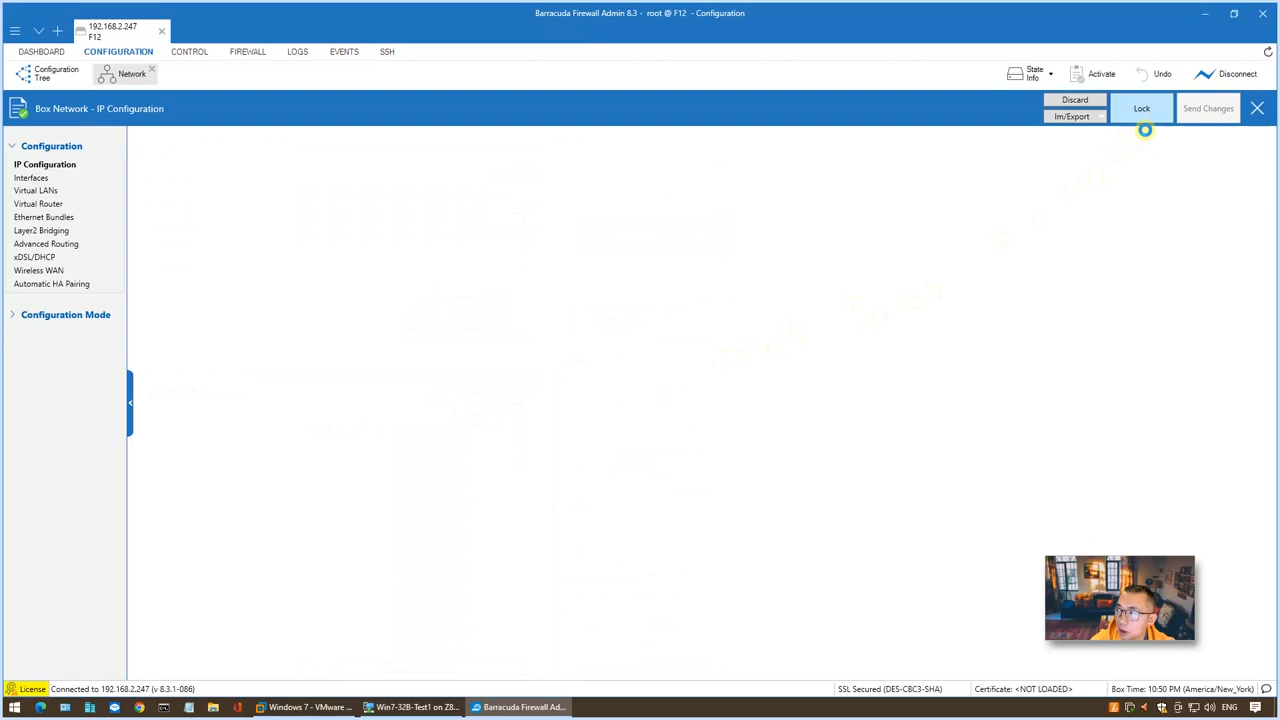 Barracuda Firewall Admin 8.3 - root @ F12 - Configuration
192.168.2.247
F12
DASHBOARD CONFIGURATION CONTROL FIREWALL LOGS EVENTS SSH
Configuration
Tree
Network
State
Info
Activate
Undo
Disconnect
Box Network - IP Configuration
Discard
Im/Export
Lock
Send Changes
Configuration
IP Configuration
Interfaces
Virtual LANs
Virtual Router
Ethernet Bundles
Layer2 Bridging
Advanced Routing
xDSL/DHCP
Wireless WAN
Automatic HA Pairing
Configuration Mode
License
Connected to 192.168.2.247 (v 8.3.1-086)
SSL Secured (DES-CBC3-SHA)
Certificate: <NOT LOADED>
Box Time: 10:50 PM (America/New_York)
Windows 7 - VMware ...
Win7-32B-Test1 on Z8...
Barracuda Firewall Ad...
ENG